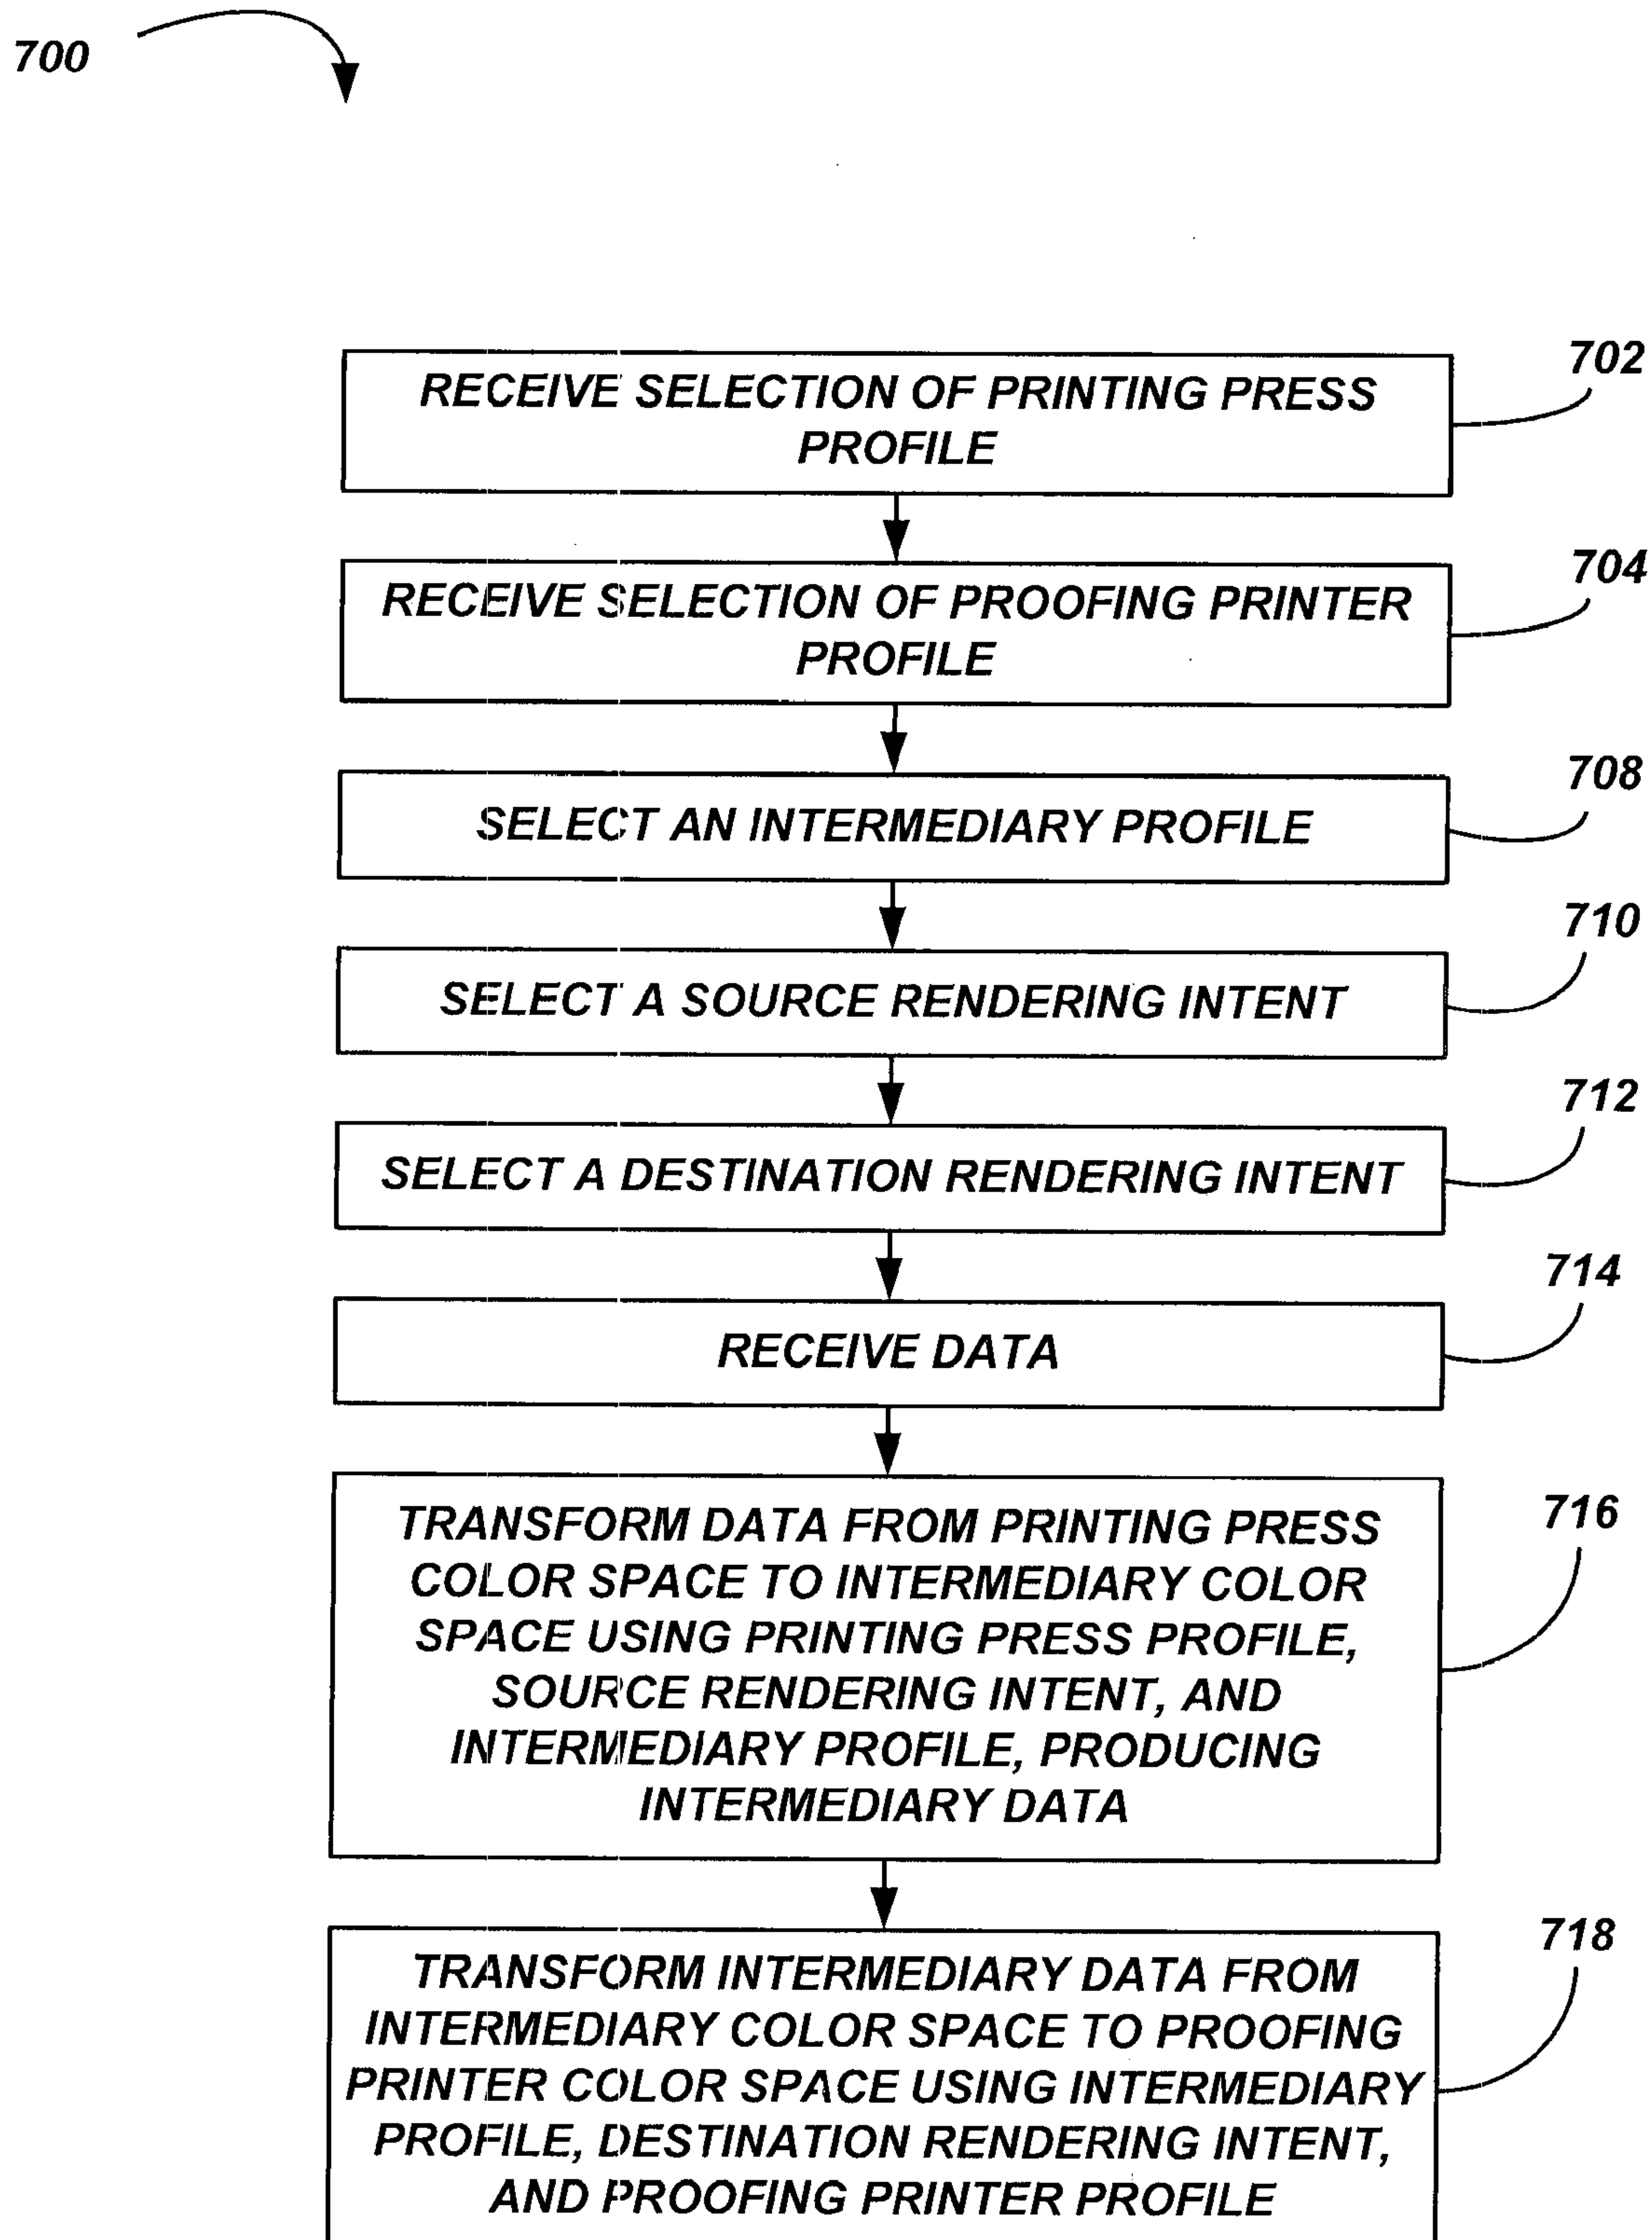 700
702
RECEIVE SELECTION OF PRINTING PRESS
PROFILE
704
RECEIVE SELECTION OF PROOFING PRINTER
PROFILE
708
SELECT AN INTERMEDIARY PROFILE
710
SELECT A SOURCE RENDERING INTENT
712
SELECT A DESTINATION RENDERING INTENT
714
RECEIVE DATA
716
TRANSFORM DATA FROM PRINTING PRESS
COLOR SPACE TO INTERMEDIARY COLOR
SPACE USING PRINTING PRESS PROFILE,
SOURCE RENDERING INTENT, AND
INTERMEDIARY PROFILE, PRODUCING
INTERMEDIARY DATA
718
TRANSFORM INTERMEDIARY DATA FROM
INTERMEDIARY COLOR SPACE TO PROOFING
PRINTER COLOR SPACE USING INTERMEDIARY
PROFILE, DESTINATION RENDERING INTENT,
AND PROOFING PRINTER PROFILE